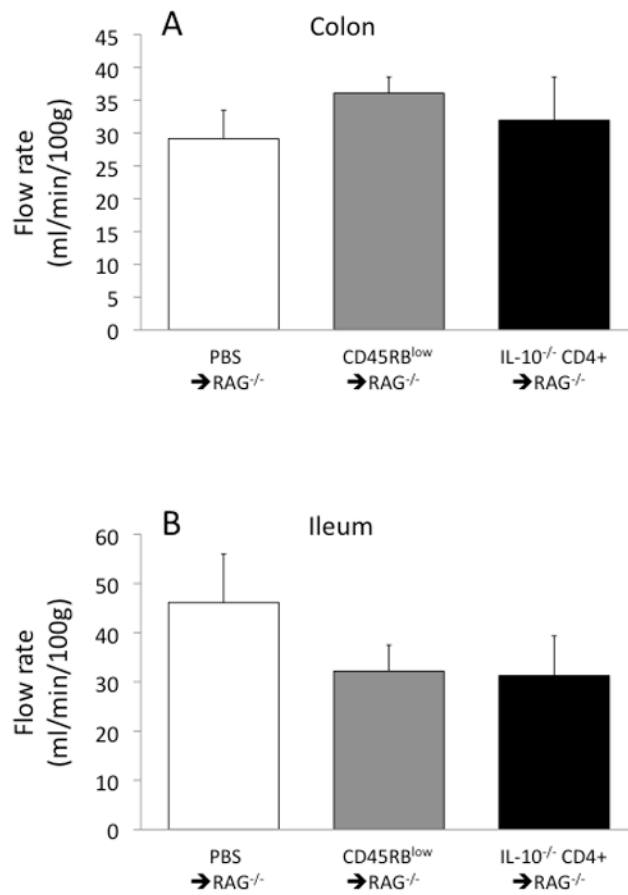 A Colon
Flow rate
(ml/min/100g)
45
40
35
30
25
20
15
10
5
0
PBS CD45RBlow IL-10-/- CD4+
➔RAG-/- ➔RAG-/- ➔RAG-/-
B Ileum
Flow rate
(ml/min/100g)
60
50
40
30
20
10
0
PBS CD45RBlow IL-10-/- CD4+
➔RAG-/- ➔RAG-/- ➔RAG-/-